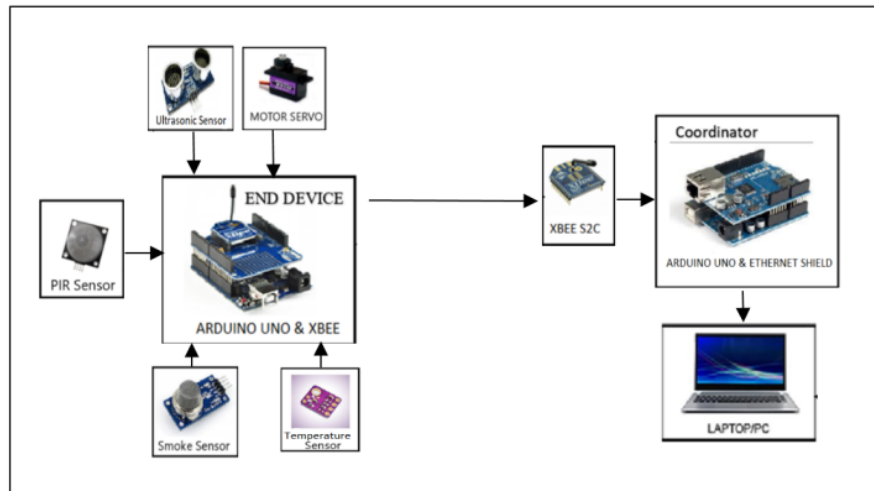 Ultrasonic Sensor
MOTOR SERVO
END DEVICE
ARDUINO UNO & XBEE
PIR Sensor
Smoke Sensor
Temperature
Sensor
XBEE S2C
Coordinator
ARDUINO UNO & ETHERNET SHIELD
LAPTOP/PC